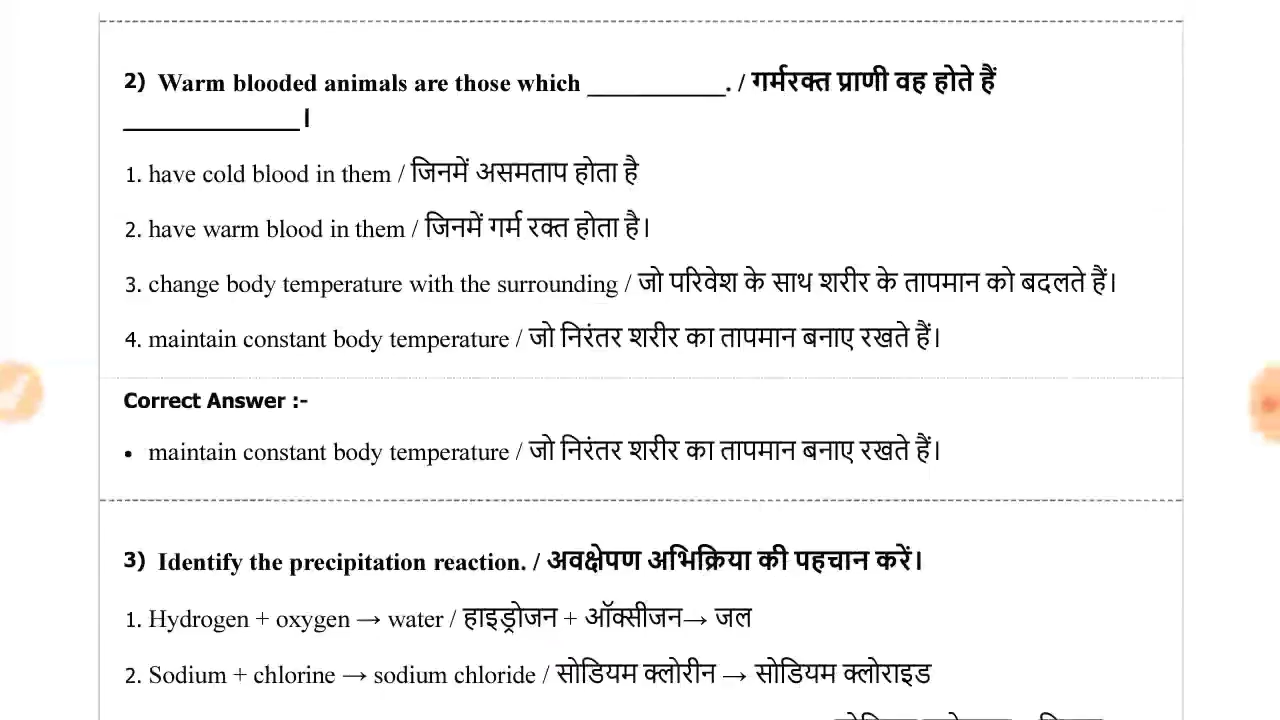 2) Warm blooded animals are those which ___________. / गर्मरक्त प्राणी वह होते हैं
______________।
1. have cold blood in them / जिनमें असमताप होता है
2. have warm blood in them / जिनमें गर्म रक्त होता है।
3. change body temperature with the surrounding / जो परिवेश के साथ शरीर के तापमान को बदलते हैं।
4. maintain constant body temperature / जो निरंतर शरीर का तापमान बनाए रखते हैं।
Correct Answer :-
• maintain constant body temperature / जो निरंतर शरीर का तापमान बनाए रखते हैं।
3) Identify the precipitation reaction. / अवक्षेपण अभिक्रिया की पहचान करें।
1. Hydrogen + oxygen → water / हाइड्रोजन + ऑक्सीजन→ जल
2. Sodium + chlorine → sodium chloride / सोडियम क्लोरीन → सोडियम क्लोराइड